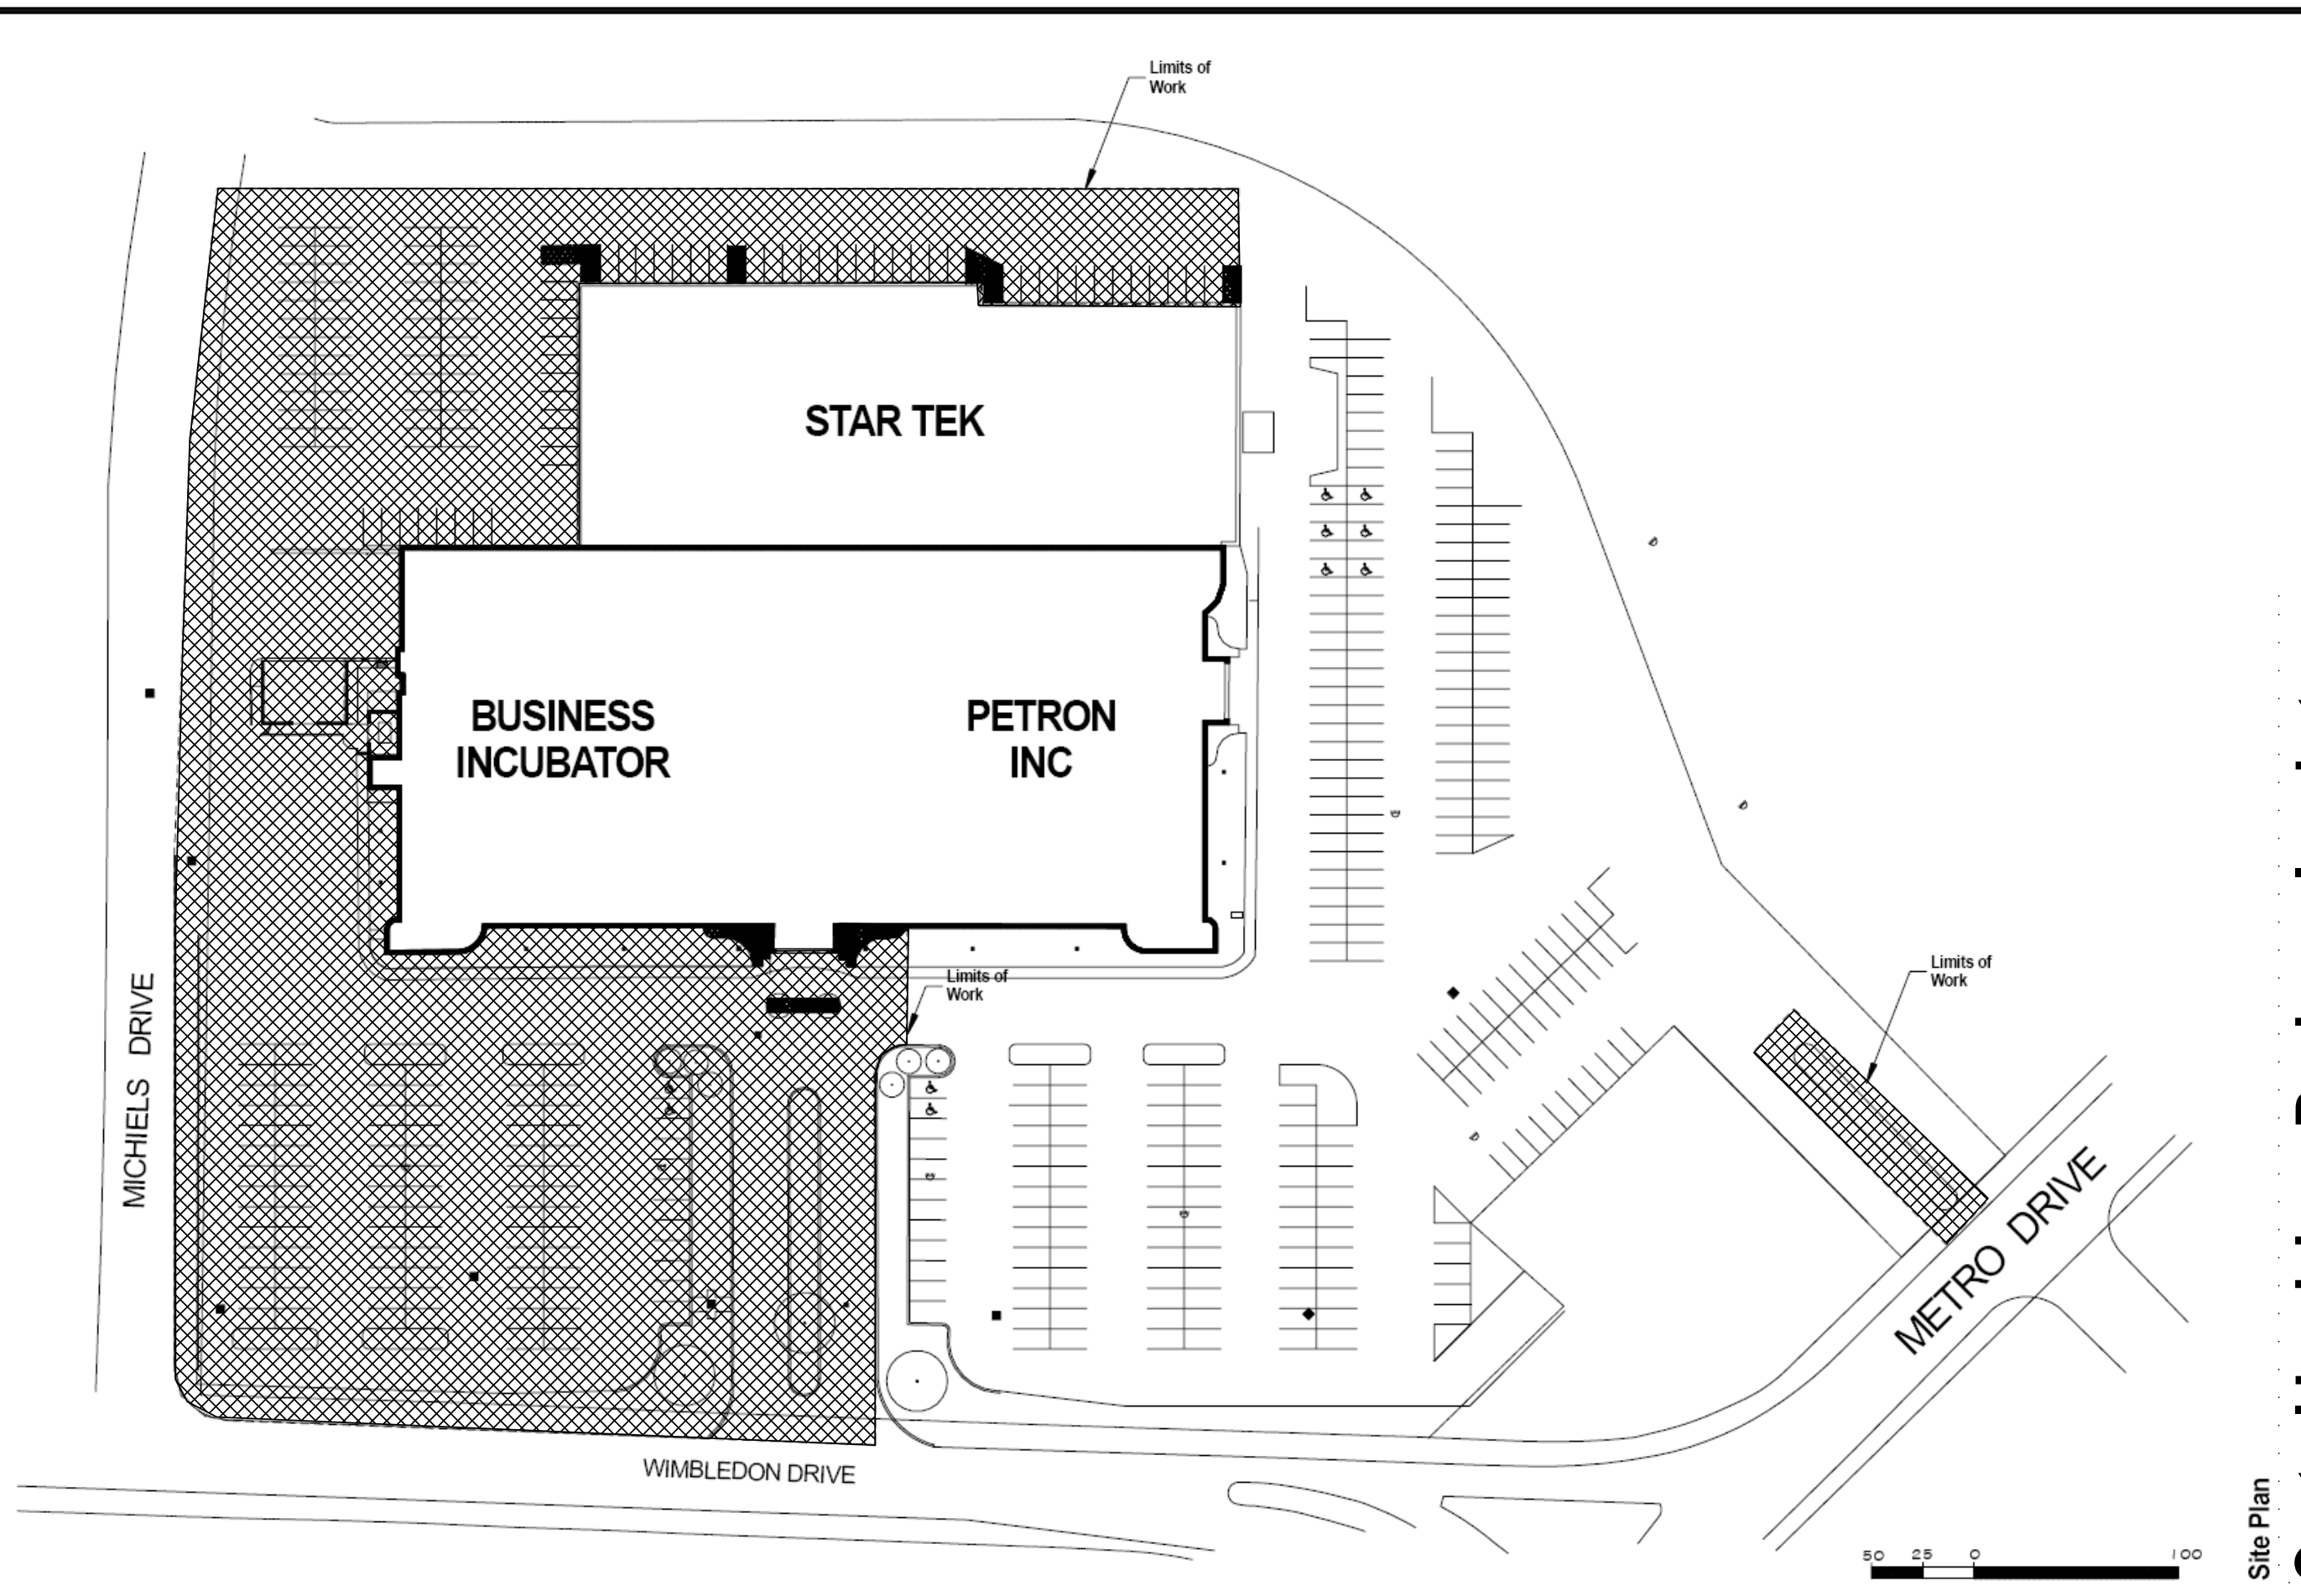 Limits of
Work
STAR TEK
BUSINESS
INCUBATOR
PETRON
INC
Limits of
Work
Limits of
Work
MICHIELS DRIVE
METRO DRIVE
WIMBLEDON DRIVE
50 25 0 100
Site Plan